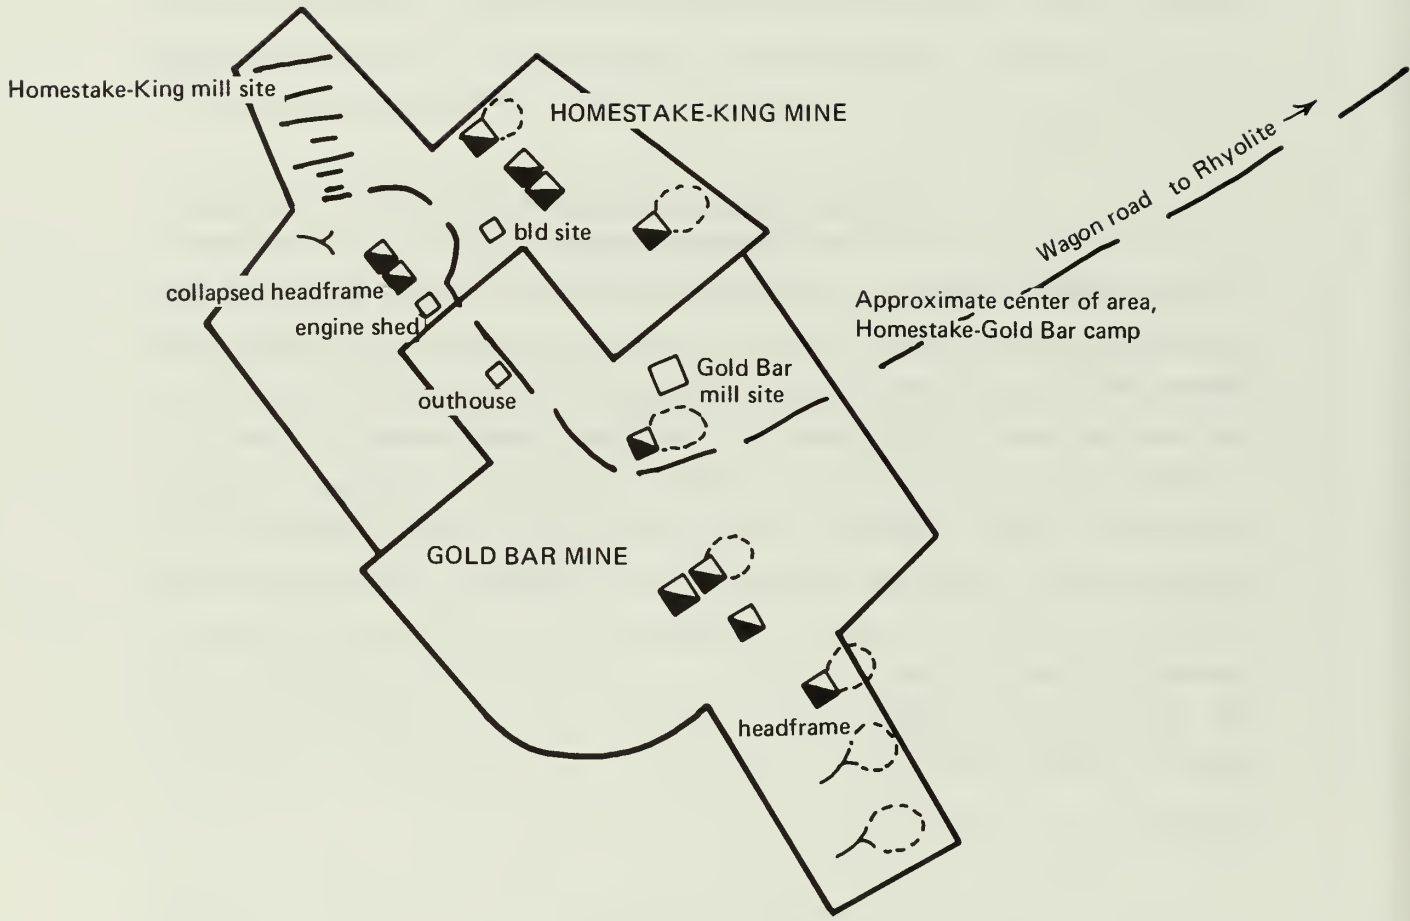 Homestake-King mill site
HOMESTAKE-KING MINE
Wagon road to Rhyolite
bld site
collapsed headframe
engine shed
Approximate center of area,
Homestake-Gold Bar camp
outhouse
Gold Bar
mill site
GOLD BAR MINE
headframe